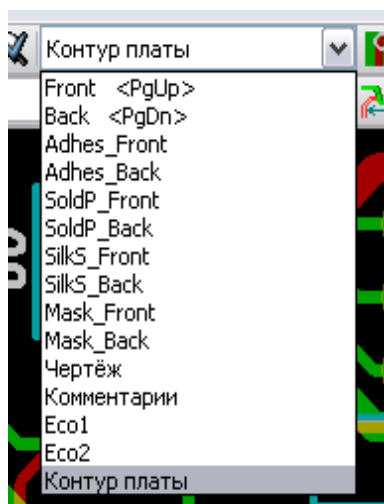 Контур платы
Front <PgUp>
Back <PgDn>
Adhes_Front
Adhes_Back
SoldP_Front
SoldP_Back
SilkS_Front
SilkS_Back
Mask_Front
Mask_Back
Чертёж
Комментарии
Eco1
Eco2
Контур платы